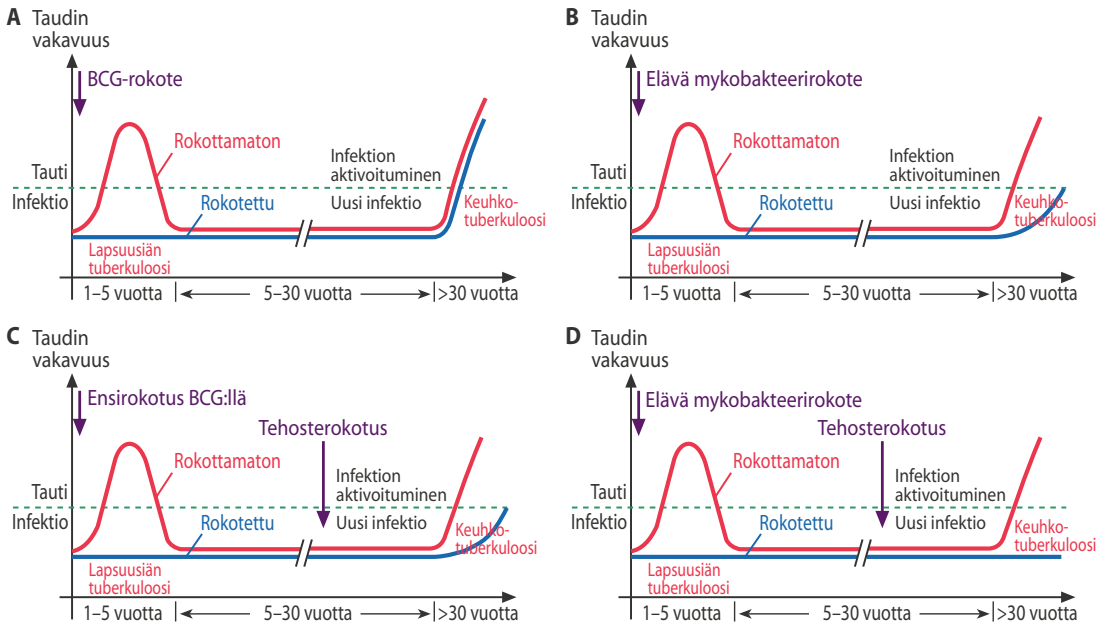 A Taudin
vakavuus
BCG-rokote
Rokottamaton
Infektion
aktivoituminen
Tauti
Infektio
Rokotettu
Uusi infektio
Keuhko-
tuberkuloosi
Lapsuusiän
tuberkuloosi
1–5 vuotta
5–30 vuotta
>30 vuotta
B Taudin
vakavuus
Elävä mykobakteerirokote
Rokottamaton
Infektion
aktivoituminen
Tauti
Infektio
Rokotettu
Uusi infektio
Keuhko-
tuberkuloosi
Lapsuusiän
tuberkuloosi
1–5 vuotta
5–30 vuotta
>30 vuotta
C Taudin
vakavuus
Ensirokotus BCG:llä
Tehosterokotus
Rokottamaton
Infektion
aktivoituminen
Tauti
Infektio
Rokotettu
Uusi infektio
Keuhko-
tuberkuloosi
Lapsuusiän
tuberkuloosi
1–5 vuotta
5–30 vuotta
>30 vuotta
D Taudin
vakavuus
Elävä mykobakteerirokote
Tehosterokotus
Rokottamaton
Infektion
aktivoituminen
Tauti
Infektio
Rokotettu
Uusi infektio
Keuhko-
tuberkuloosi
Lapsuusiän
tuberkuloosi
1–5 vuotta
5–30 vuotta
>30 vuotta